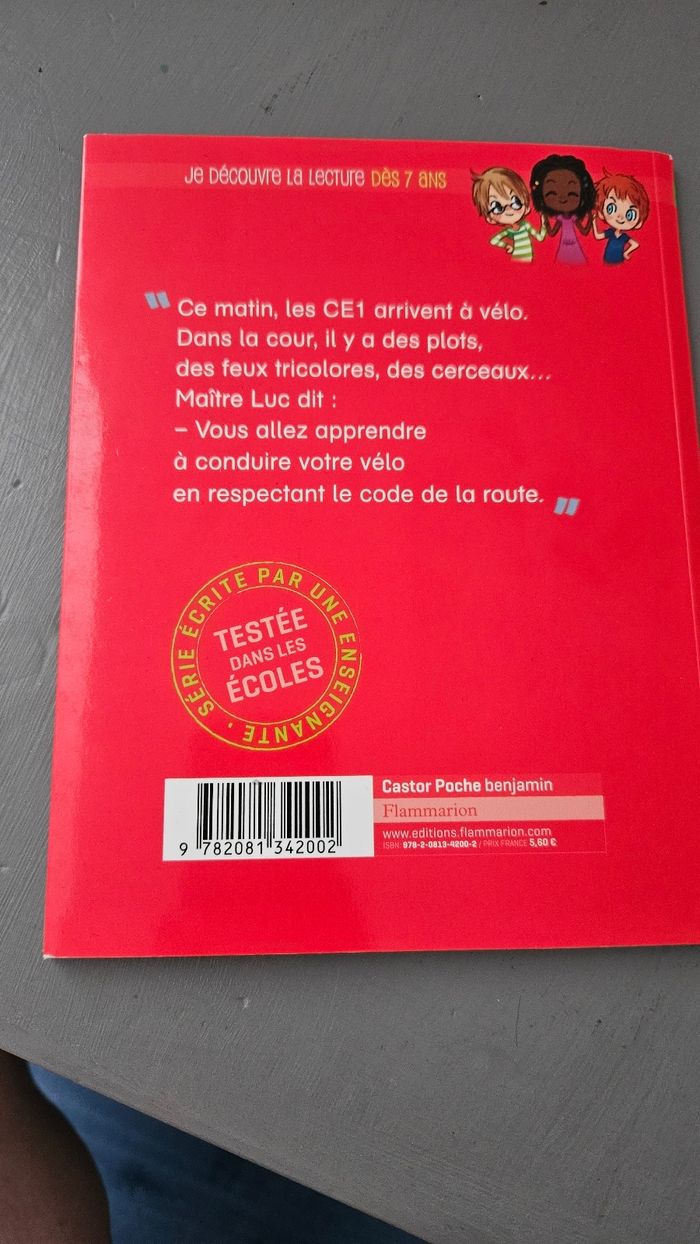 Je Découvre la Lecture dès 7 ans
" Ce matin, les CE1 arrivent à vélo.
Dans la cour, il y a des plots,
des feux tricolores, des cerceaux...
Maître Luc dit :
– Vous allez apprendre
à conduire votre vélo
en respectant le code de la route. "
SÉRIE ÉCRITE PAR UNE ENSEIGNANTE •
TESTÉE
DANS LES
ÉCOLES
Castor Poche benjamin
Flammarion
www.editions.flammarion.com
ISBN: 978-2-0813-4200-2 / PRIX FRANCE 5,60 €
9 782081 342002